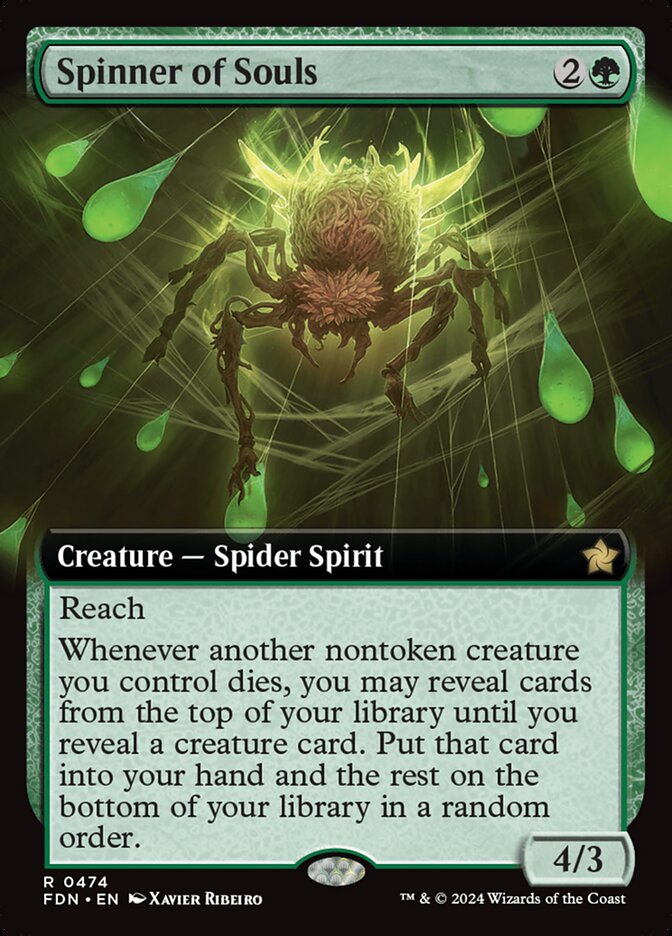 Spinner of Souls 2
Creature — Spider Spirit
Reach
Whenever another nontoken creature
you control dies, you may reveal cards
from the top of your library until you
reveal a creature card. Put that card
into your hand and the rest on the
bottom of your library in a random
order.
4/3
R 0474
FDN • EN Xavier Ribeiro
™ & © 2024 Wizards of the Coast